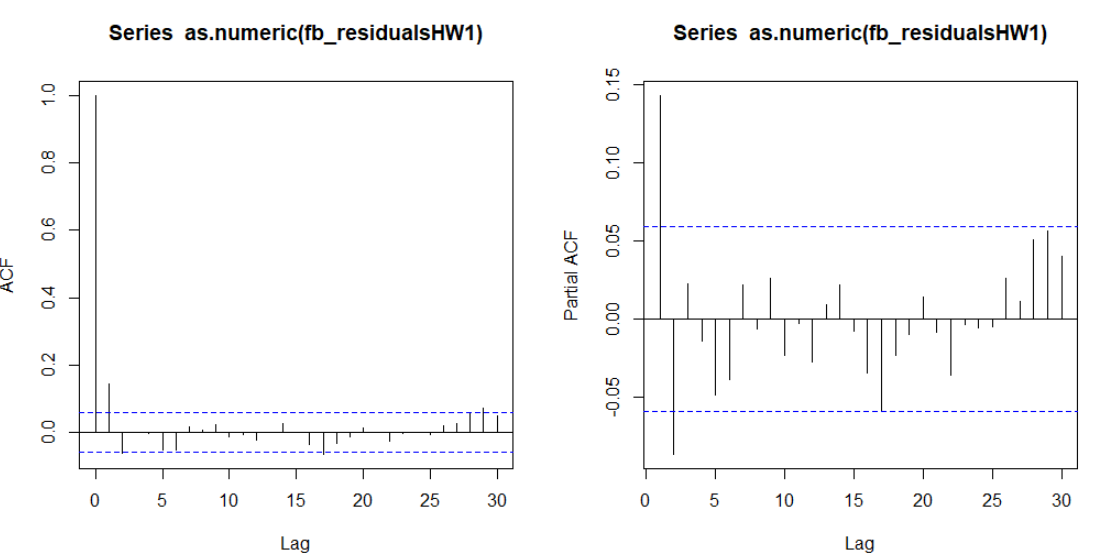 Series as.numeric(fb_residualsHW1)
ACF
1.0
0.8
0.6
0.4
0.2
0.0
0 5 10 15 20 25 30
Lag
Series as.numeric(fb_residualsHW1)
Partial ACF
0.15
0.10
0.05
0.00
-0.05
0 5 10 15 20 25 30
Lag